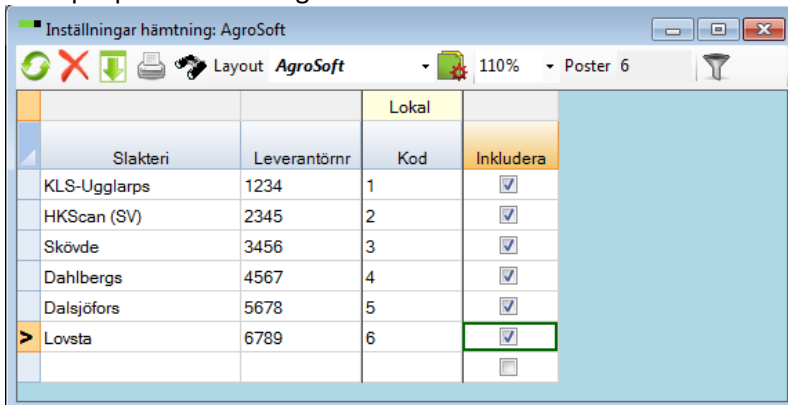 Inställningar hämtning: AgroSoft
Layout AgroSoft 110% Poster 6
Lokal
Slakteri Leverantörnr Kod Inkludera
KLS-Ugglarps 1234 1
HKScan (SV) 2345 2
Skövde 3456 3
Dahlbergs 4567 4
Dalsjöfors 5678 5
> Lovsta 6789 6